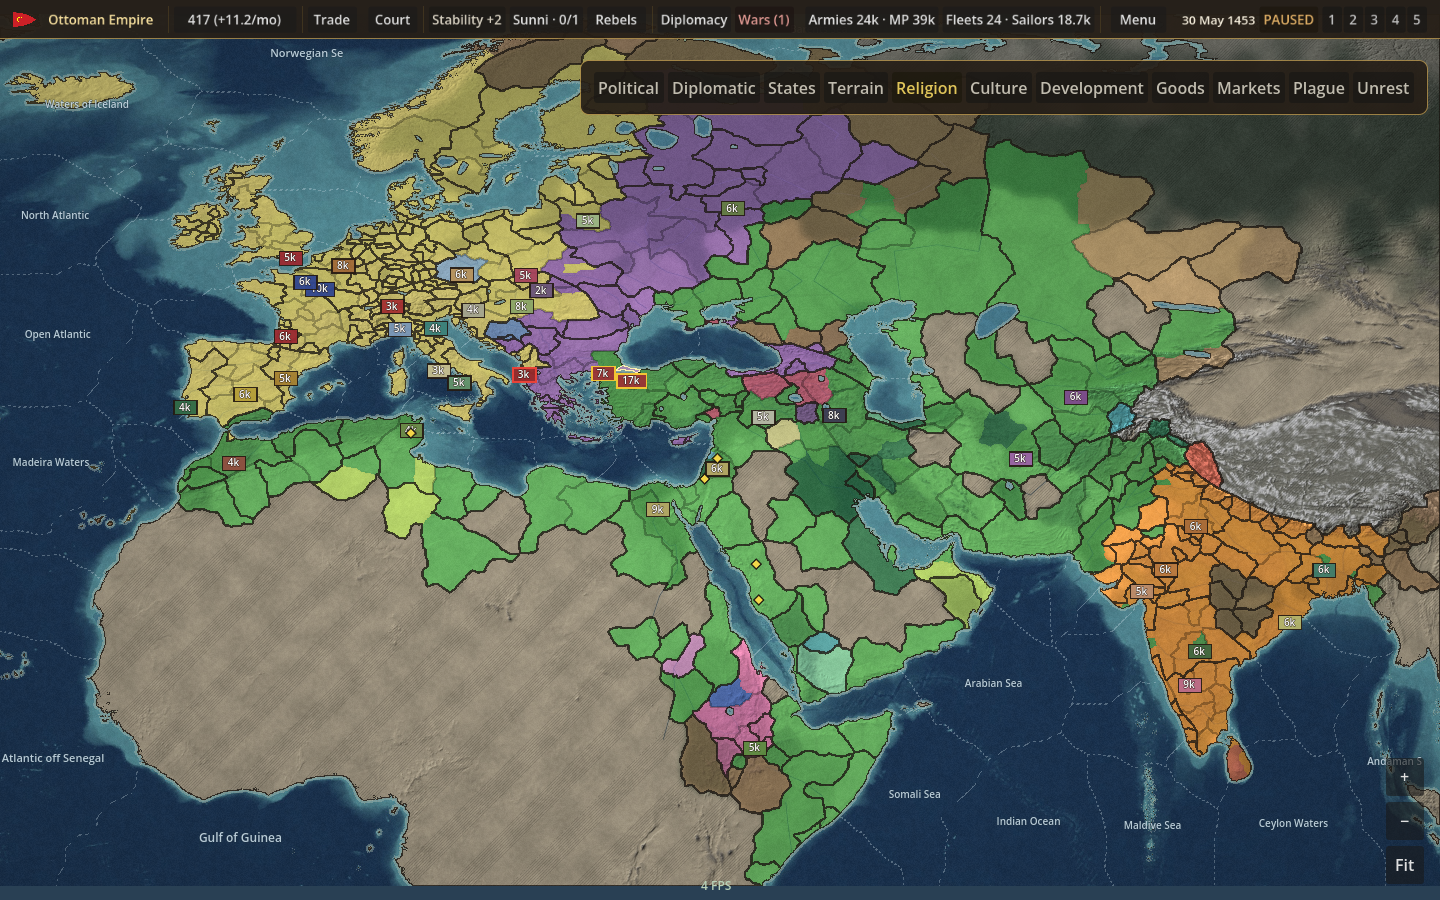 Ottoman Empire 417 (+11.2/mo) Trade Court Stability +2 Sunni · 0/1 Rebels Diplomacy Wars (1) Armies 24k · MP 39k Fleets 24 · Sailors 18.7k Menu 30 May 1453 PAUSED 1 2 3 4 5
Norwegian Se
Political Diplomatic States Terrain Religion Culture Development Goods Markets Plague Unrest
Waters of Iceland
6k
North Atlantic
5k
5k
8k
6k
5k
6k
2k
3k
8k
4k
Open Atlantic
5k
4k
6k
3k
7k
3k
17k
5k
5k
6k
6k
4k
5k
8k
Madeira Waters
4k
5k
6k
9k
6k
6k
6k
5k
6k
6k
6k
Arabian Sea
9k
5k
Atlantic off Senegal
Andaman S
+
Somali Sea
Indian Ocean
Maldive Sea
Ceylon Waters
−
Gulf of Guinea
Fit
4 FPS